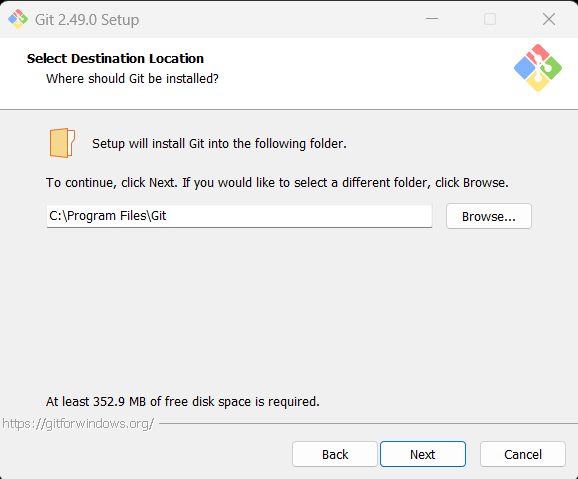 Git 2.49.0 Setup
Select Destination Location
Where should Git be installed?
Setup will install Git into the following folder.
To continue, click Next. If you would like to select a different folder, click Browse.
C:\Program Files\Git
Browse...
At least 352.9 MB of free disk space is required.
https://gitforwindows.org/
Back
Next
Cancel